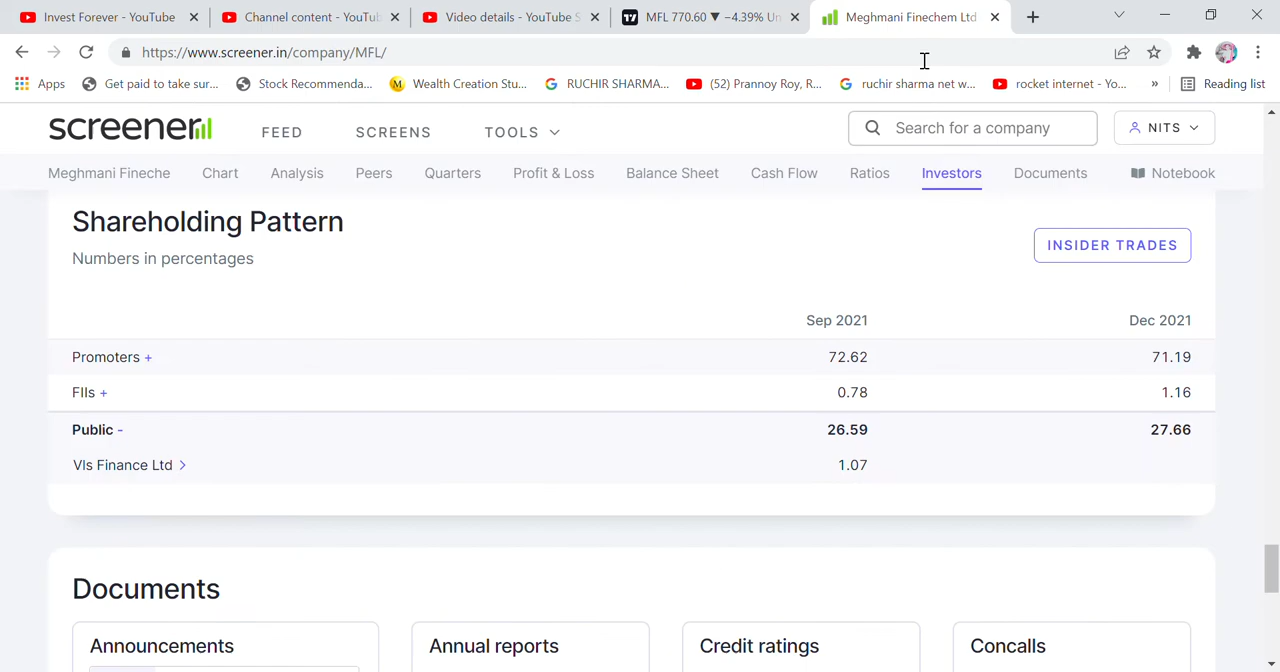 Invest Forever - YouTube
Channel content - YouTub
Video details - YouTube S
MFL 770.60 ▼ −4.39% Un
Meghmani Finechem Ltd
https://www.screener.in/company/MFL/
Apps
Get paid to take sur...
Stock Recommenda...
Wealth Creation Stu...
RUCHIR SHARMA...
(52) Prannoy Roy, R...
ruchir sharma net w...
rocket internet - Yo...
»
Reading list
screener
FEED
SCREENS
TOOLS
Search for a company
NITS
Meghmani Fineche
Chart
Analysis
Peers
Quarters
Profit & Loss
Balance Sheet
Cash Flow
Ratios
Investors
Documents
Notebook
Shareholding Pattern
Numbers in percentages
INSIDER TRADES
Sep 2021 Dec 2021
Promoters + 72.62 71.19
FIIs + 0.78 1.16
Public - 26.59 27.66
Vls Finance Ltd 1.07
Documents
Announcements
Annual reports
Credit ratings
Concalls